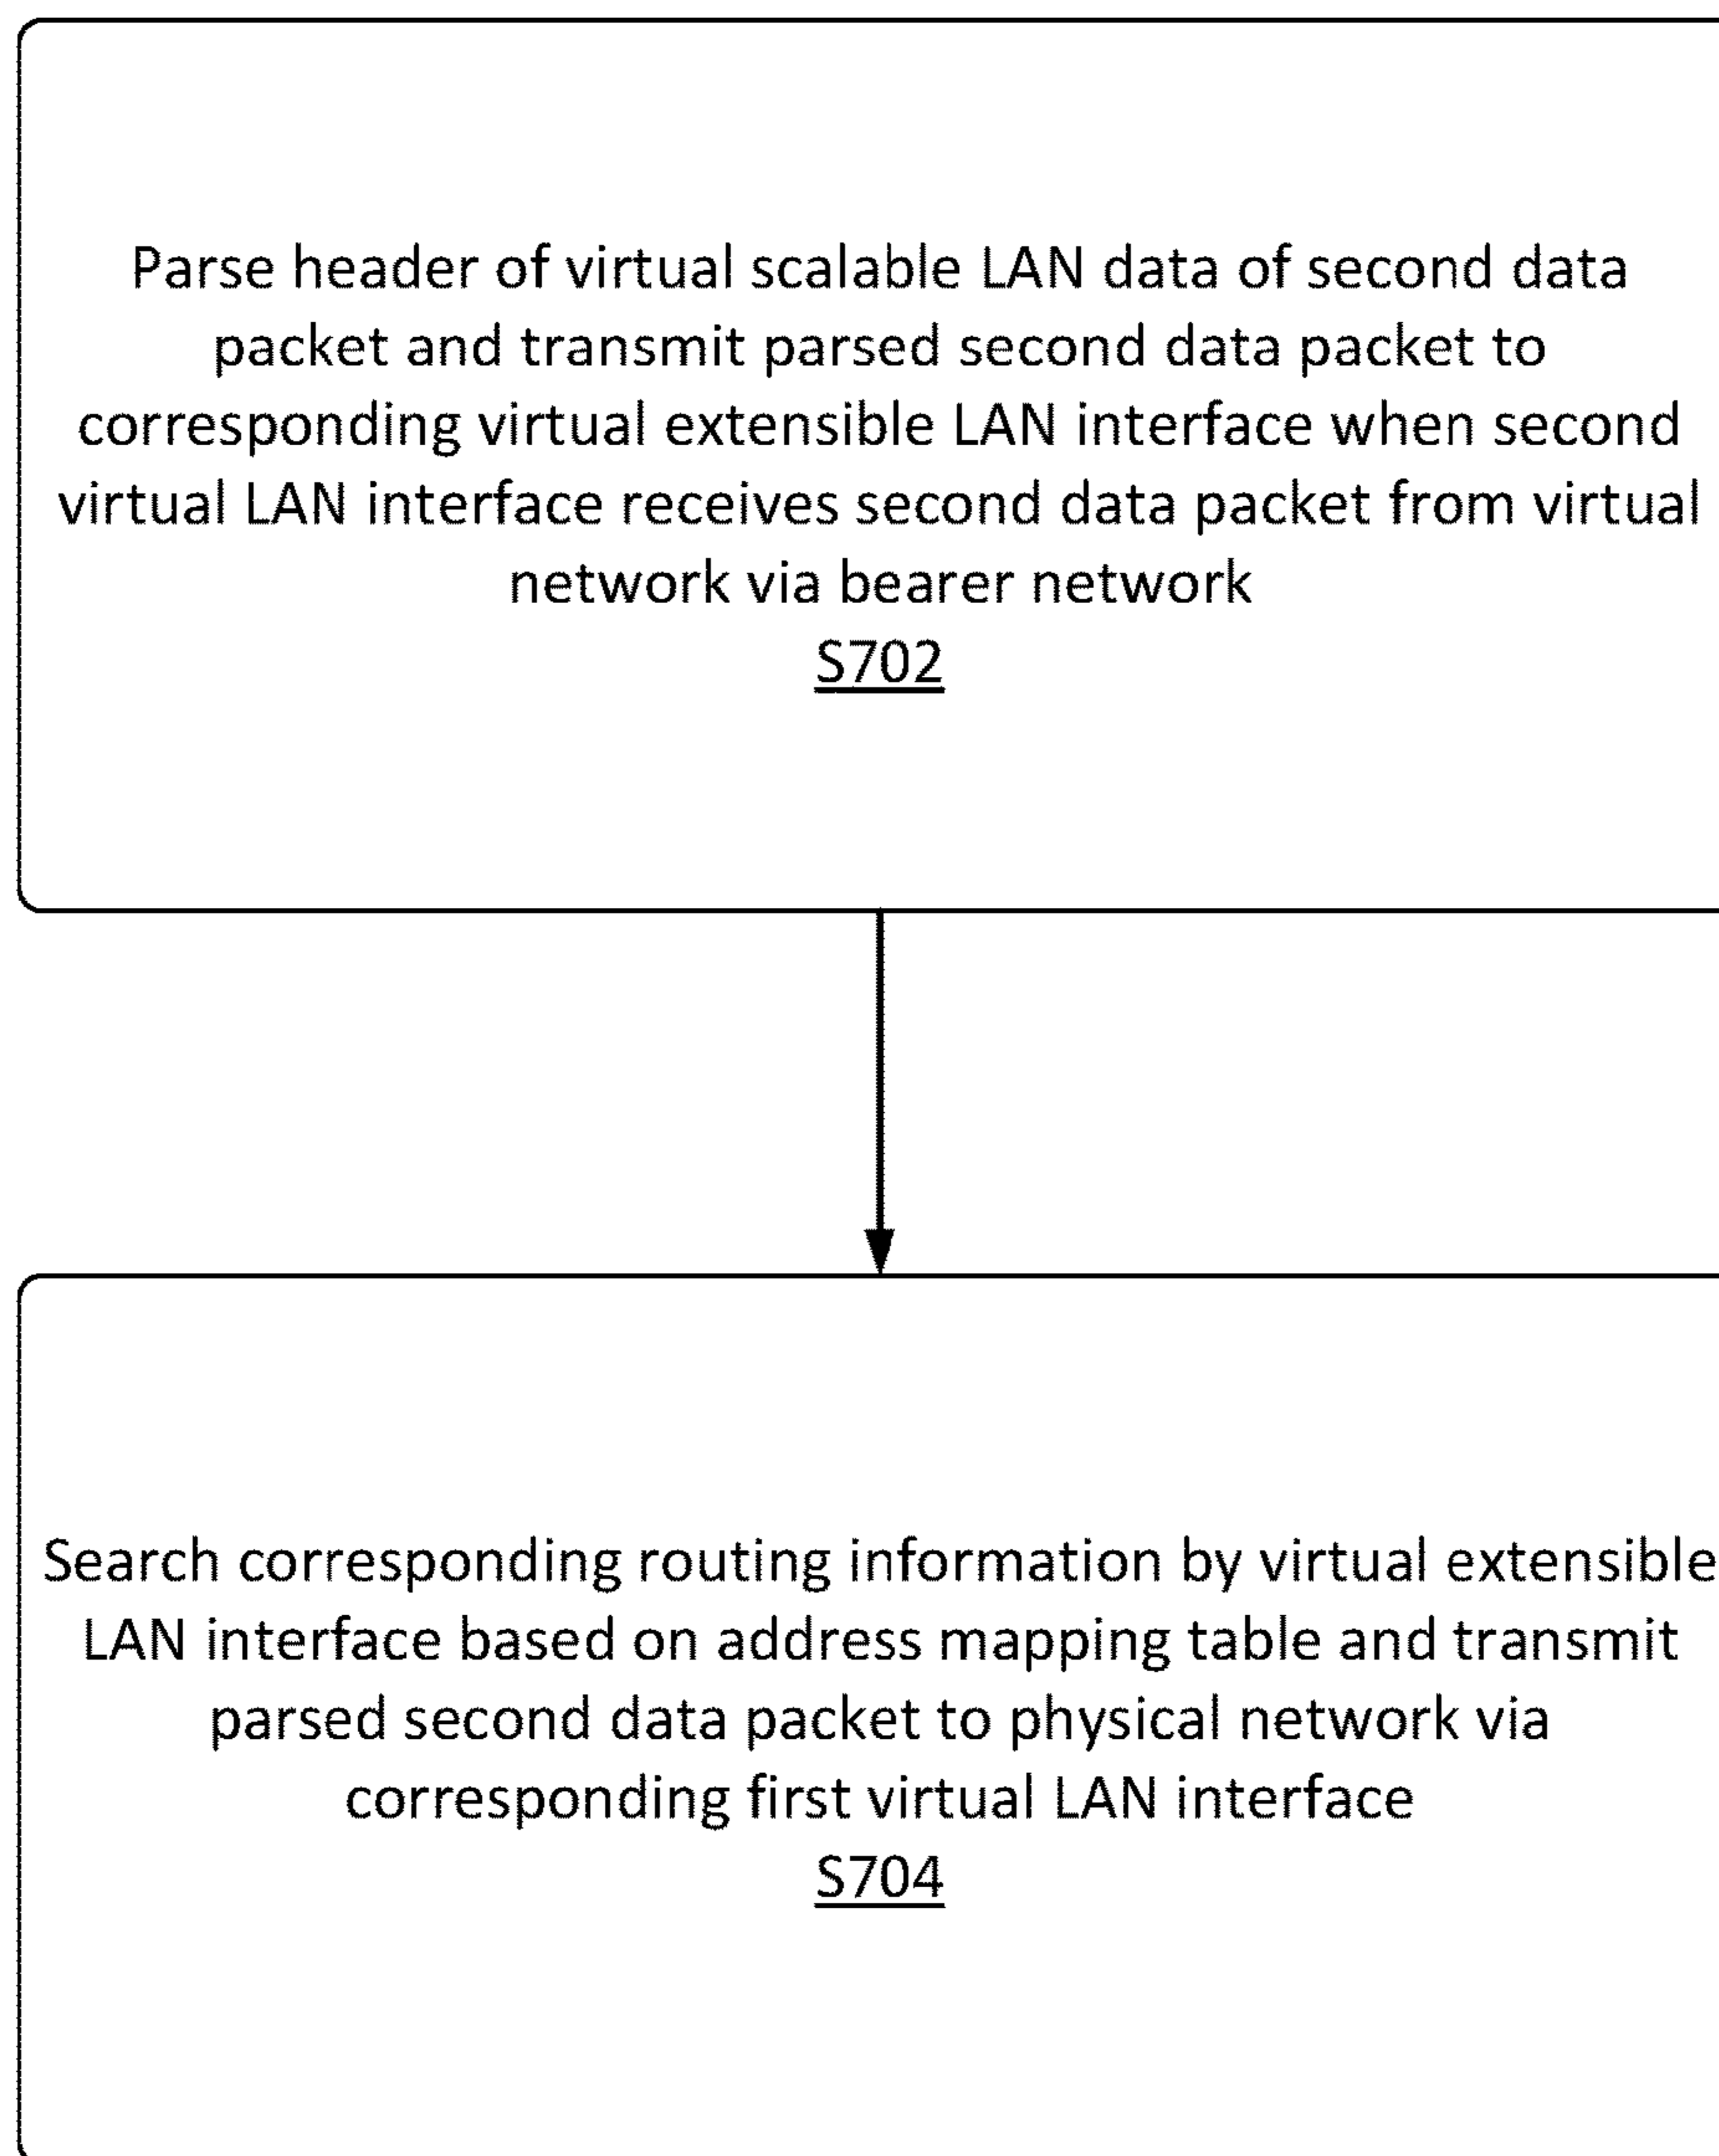 Parse header of virtual scalable LAN data of second data
packet and transmit parsed second data packet to
corresponding virtual extensible LAN interface when second
virtual LAN interface receives second data packet from virtual
network via bearer network
S702
Search corresponding routing information by virtual extensible
LAN interface based on address mapping table and transmit
parsed second data packet to physical network via
corresponding first virtual LAN interface
S704